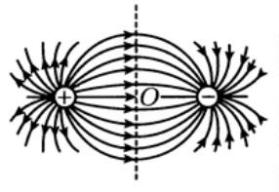 + O −